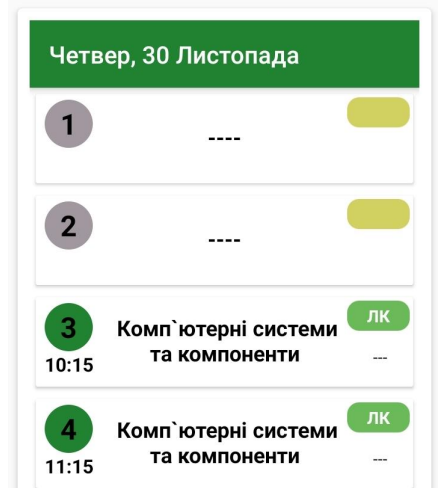 Четвер, 30 Листопада
1
----
2
----
3
Комп`ютерні системи
та компоненти
ЛК
10:15
---
4
Комп`ютерні системи
та компоненти
ЛК
11:15
---